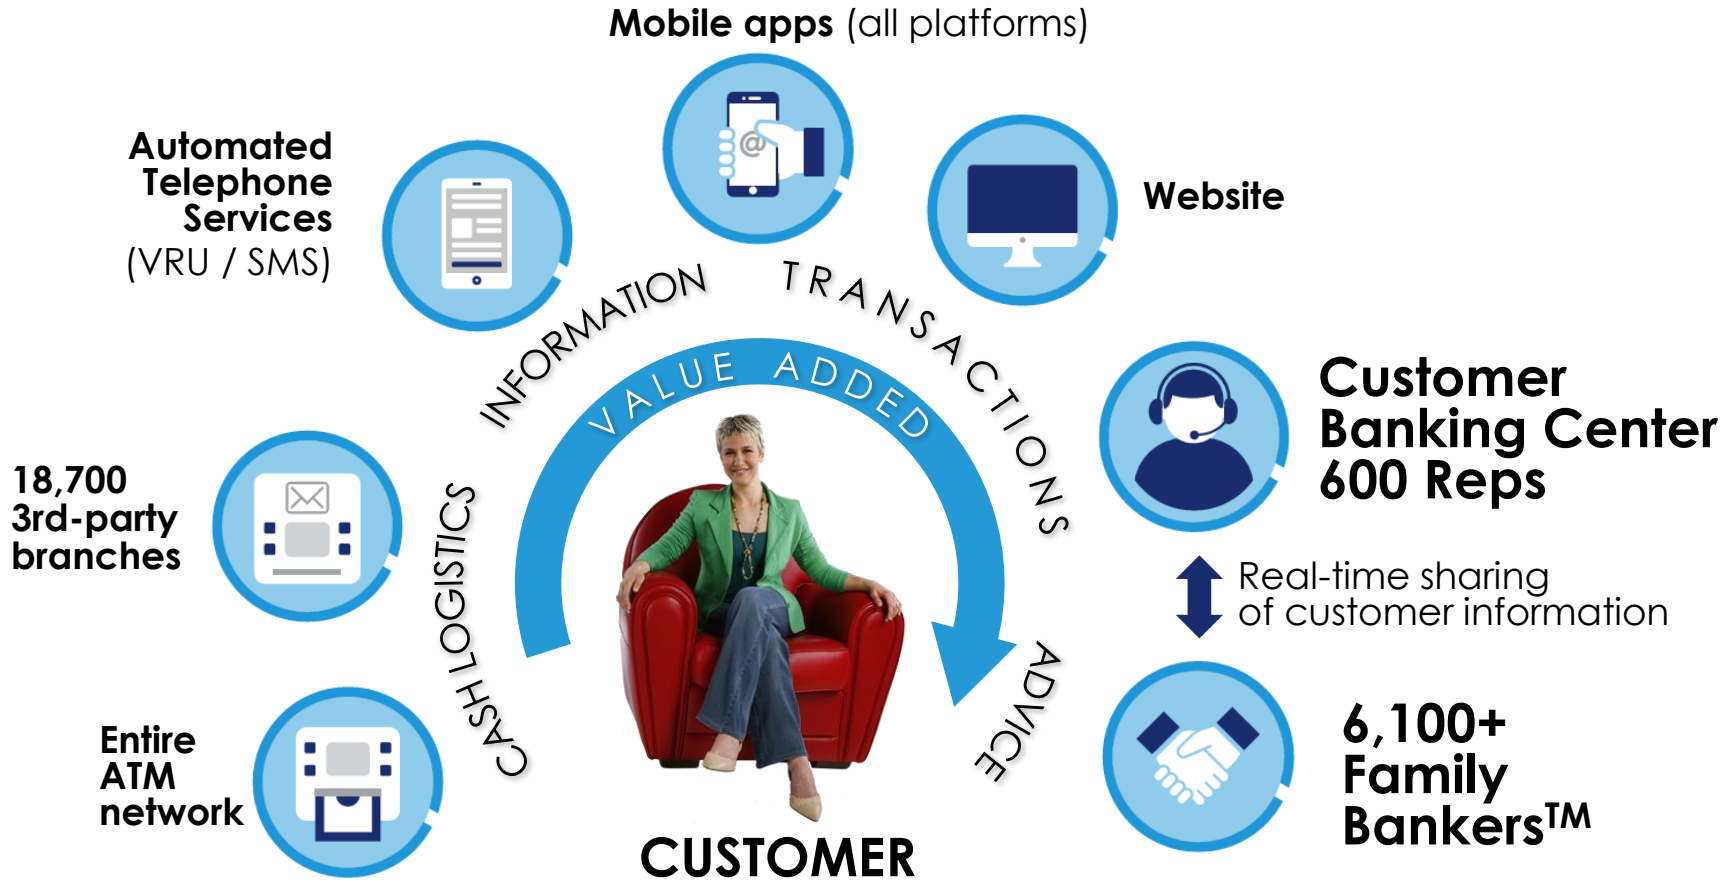 Mobile apps (all platforms)
Automated
Telephone
Services
(VRU / SMS)
@
Website
INFORMATION
TRANSACTIONS
VALUE ADDED
Customer
Banking Center
600 Reps
18,700
3rd-party
branches
CASH LOGISTICS
Real-time sharing
of customer information
ADVICE
Entire
ATM
network
6,100+
Family
Bankers™
CUSTOMER